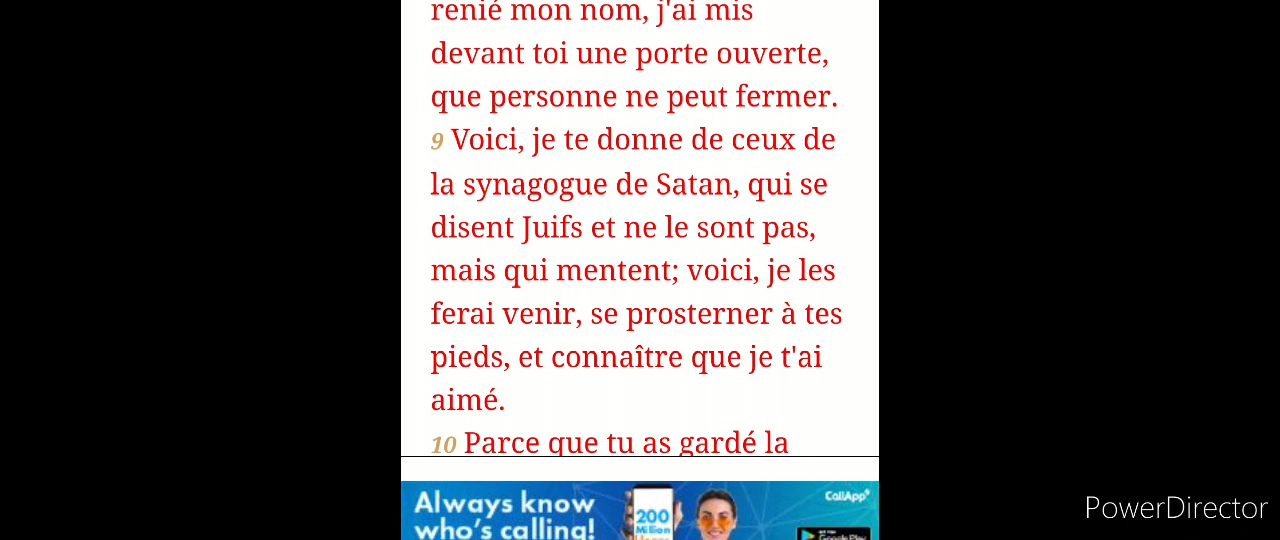 renié mon nom, j'ai mis
devant toi une porte ouverte,
que personne ne peut fermer.
9 Voici, je te donne de ceux de
la synagogue de Satan, qui se
disent Juifs et ne le sont pas,
mais qui mentent; voici, je les
ferai venir, se prosterner à tes
pieds, et connaître que je t'ai
aimé.
10 Parce que tu as gardé la
Always know
who's calling!
200
Million
CallApp
Google Play
PowerDirector